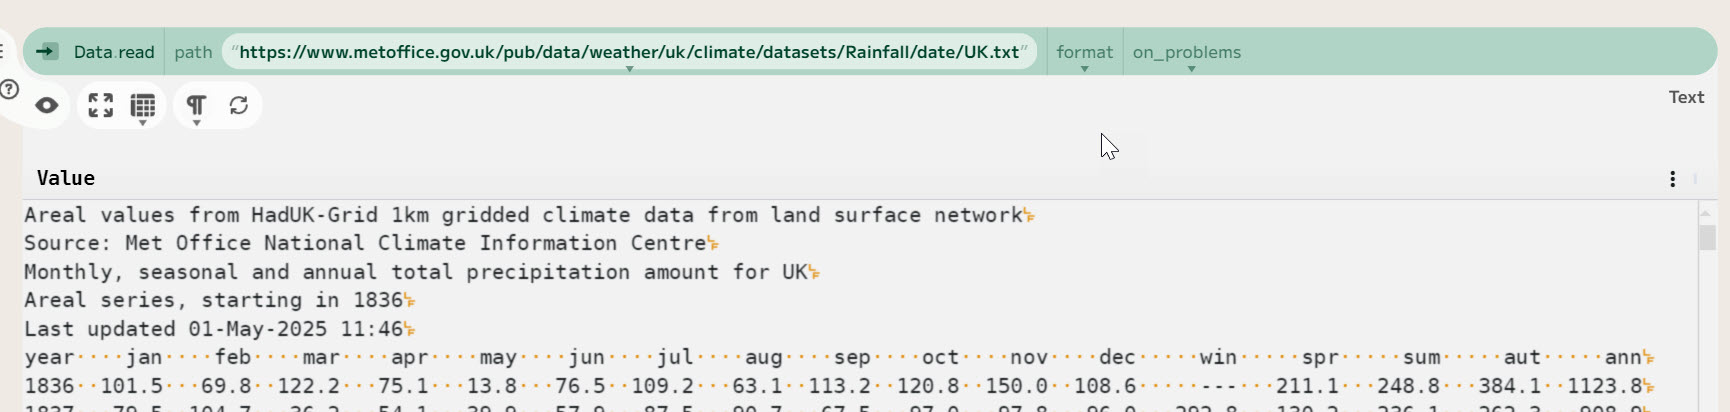 Data.read path "https://www.metoffice.gov.uk/pub/data/weather/uk/climate/datasets/Rainfall/date/UK.txt" format on_problems
Text
Value
Areal values from HadUK-Grid 1km gridded climate data from land surface network
Source: Met Office National Climate Information Centre
Monthly, seasonal and annual total precipitation amount for UK
Areal series, starting in 1836
Last updated 01-May-2025 11:46
year····jan····feb····mar····apr····may····jun····jul····aug····sep····oct····nov····dec·····win·····spr·····sum·····aut·····ann
1836··101.5···69.8··122.2···75.1···13.8···76.5··109.2···63.1··113.2··120.8··150.0··108.6·····---···211.1···248.8···384.1··1123.8